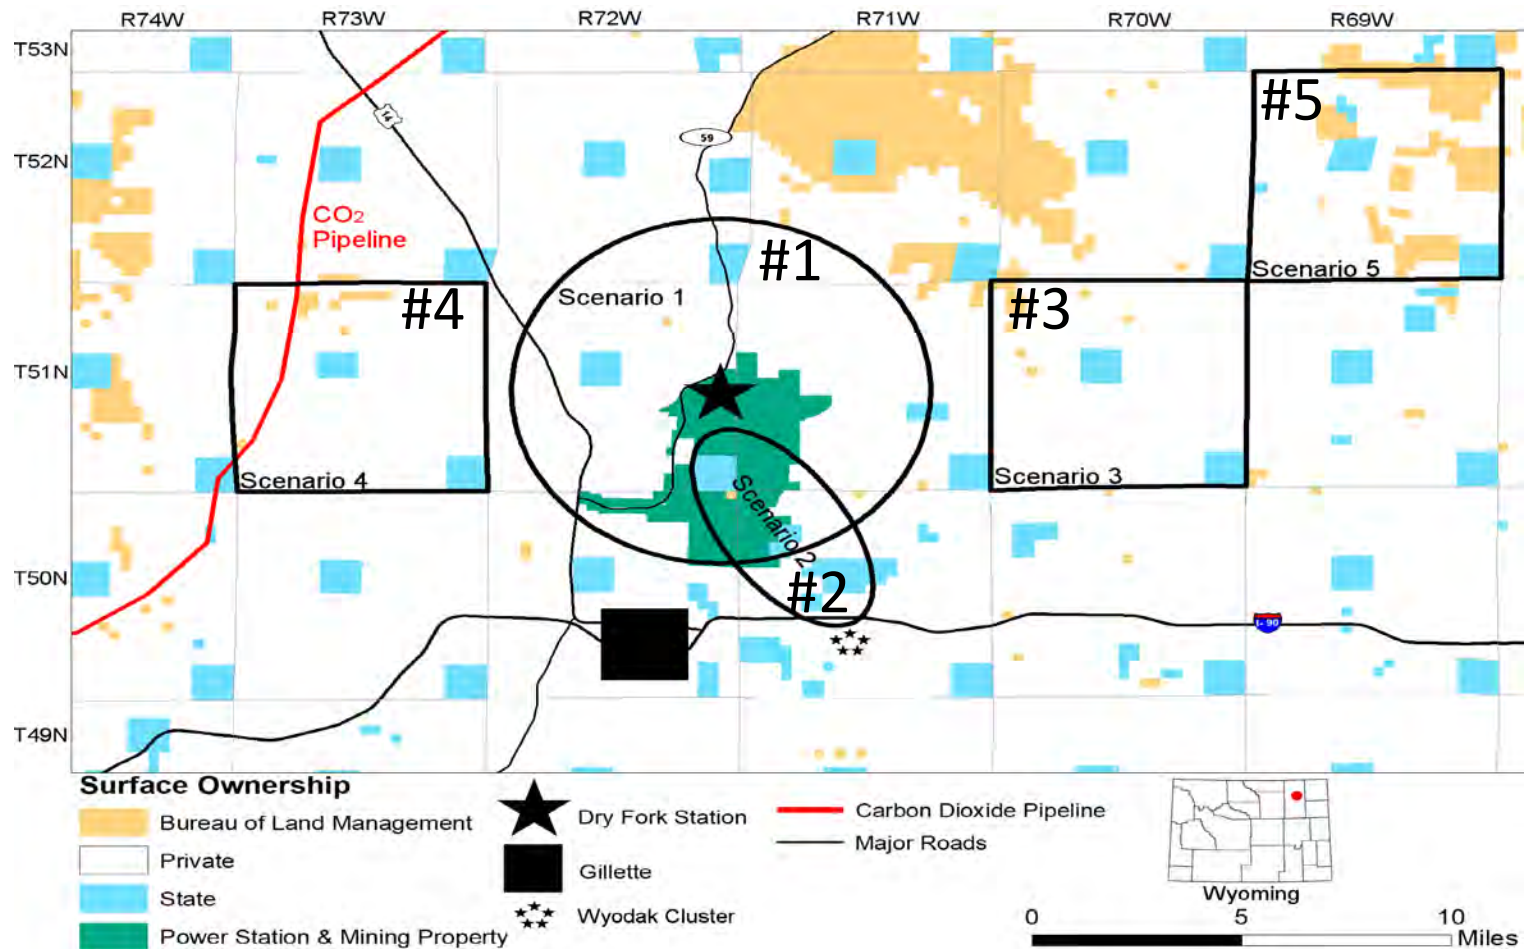 R74W R73W R72W R71W R70W R69W
T53N
T52N
T51N
T50N
T49N
14
59
#5
CO2
Pipeline
#1
Scenario 5
Scenario 1
#4
#3
Scenario 4
Scenario 3
Scenario 2
#2
I-90
Surface Ownership
Bureau of Land Management
Private
State
Power Station & Mining Property
Dry Fork Station
Gillette
Wyodak Cluster
Carbon Dioxide Pipeline
Major Roads
Wyoming
0 5 10
Miles